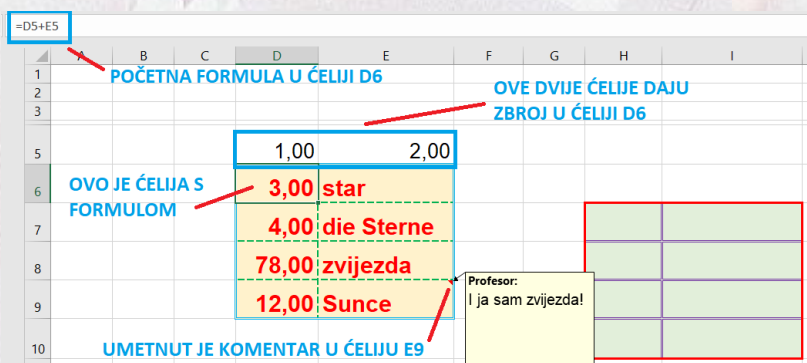 =D5+E5
A B C D E F G H I
1
POČETNA FORMULA U ĆELIJI D6
2
OVE DVIJE ĆELIJE DAJU
3
ZBROJ U ĆELIJI D6
5 1,00 2,00
OVO JE ĆELIJA S
FORMULOM
6 3,00 star
7 4,00 die Sterne
8 78,00 zvijezda
Profesor:
I ja sam zvijezda!
9 12,00 Sunce
10 UMETNUT JE KOMENTAR U ĆELIJU E9